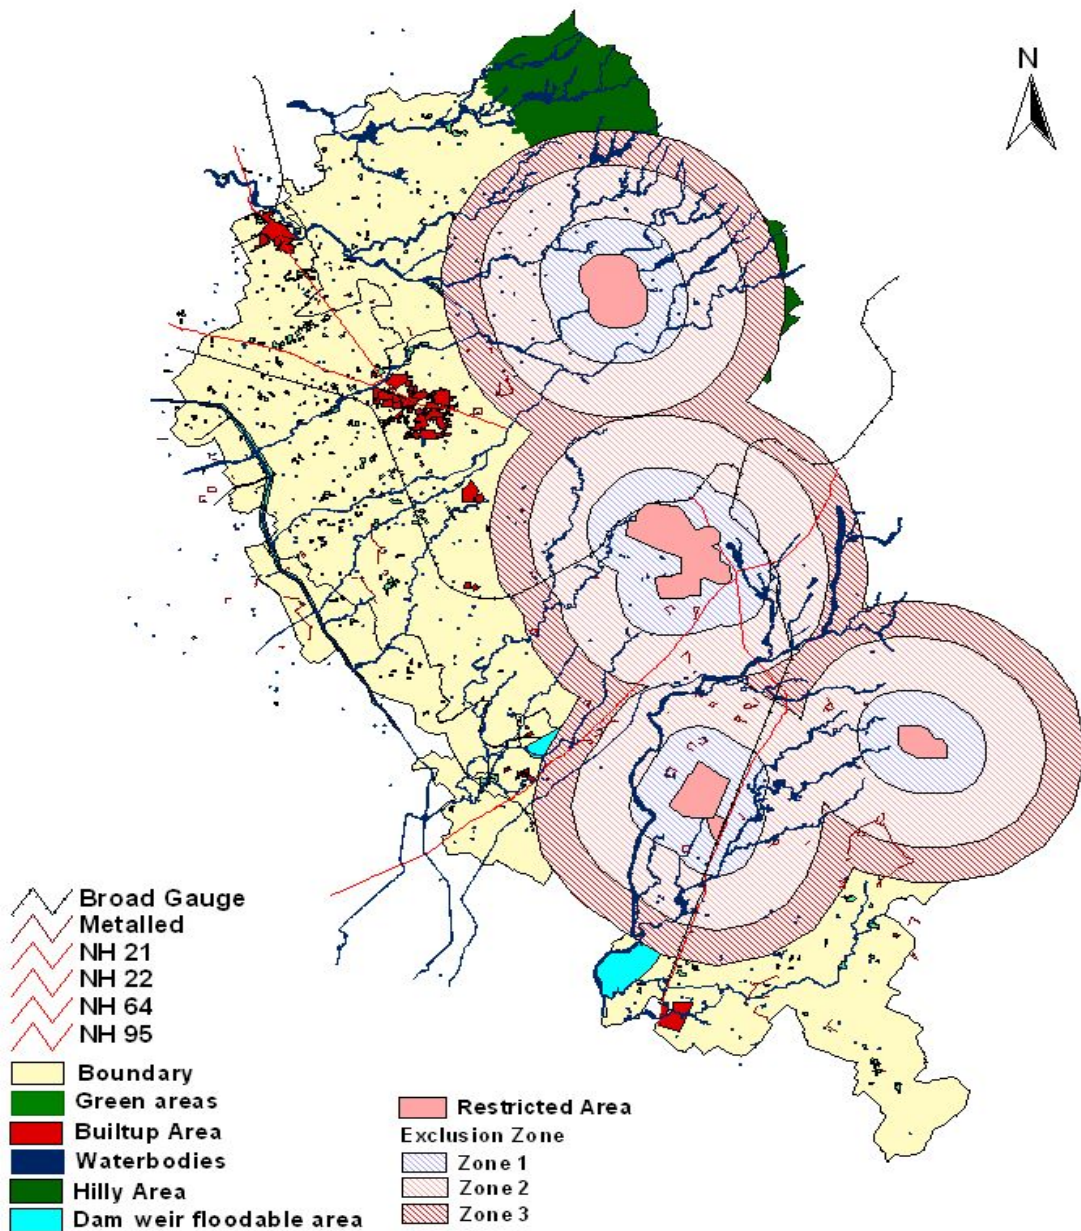 N
Broad Gauge
Metalled
NH 21
NH 22
NH 64
NH 95
Boundary
Green areas
Builtup Area
Waterbodies
Hilly Area
Dam weir floodable area
Restricted Area
Exclusion Zone
Zone 1
Zone 2
Zone 3